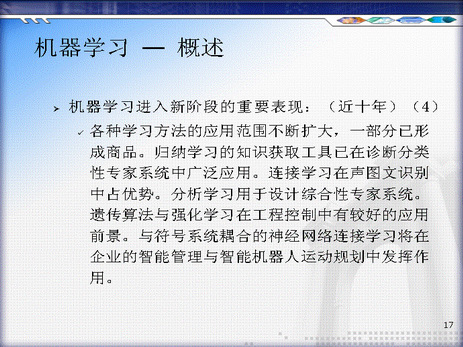 机器学习 — 概述
机器学习进入新阶段的重要表现：（近十年）（4）
各种学习方法的应用范围不断扩大，一部分已形
成商品。归纳学习的知识获取工具已在诊断分类
性专家系统中广泛应用。连接学习在声图文识别
中占优势。分析学习用于设计综合性专家系统。
遗传算法与强化学习在工程控制中有较好的应用
前景。与符号系统耦合的神经网络连接学习将在
企业的智能管理与智能机器人运动规划中发挥作
用。
17